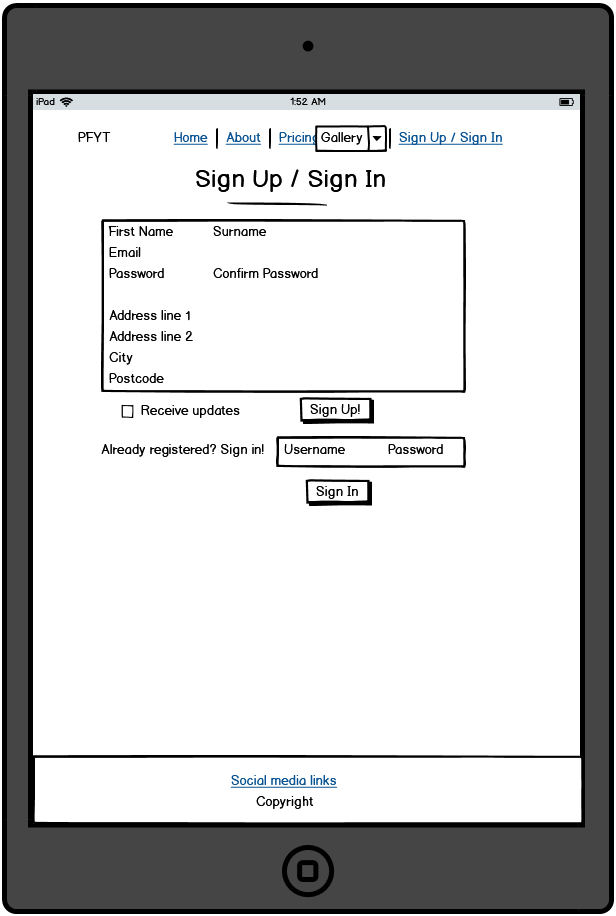 iPad 1:52 AM
PFYT Home About Pricing Gallery Sign Up / Sign In
Sign Up / Sign In
First Name Surname
Email
Password Confirm Password
Address line 1
Address line 2
City
Postcode
Receive updates Sign Up!
Already registered? Sign in! Username Password
Sign In
Social media links
Copyright